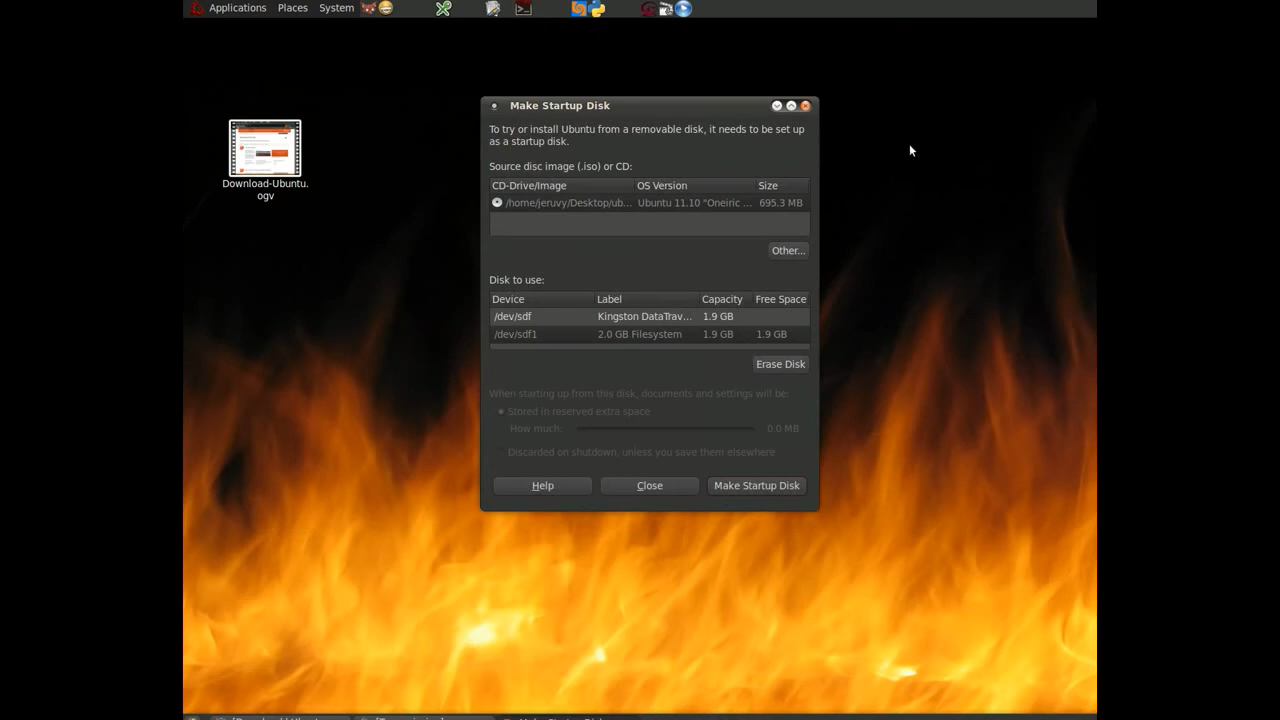 Applications Places System
Make Startup Disk
To try or install Ubuntu from a removable disk, it needs to be set up
as a startup disk.
Source disc image (.iso) or CD:
CD-Drive/Image OS Version Size
/home/jeruvy/Desktop/ub... Ubuntu 11.10 "Oneiric ... 695.3 MB
Other...
Disk to use:
Device Label Capacity Free Space
/dev/sdf Kingston DataTrav... 1.9 GB
/dev/sdf1 2.0 GB Filesystem 1.9 GB 1.9 GB
Erase Disk
When starting up from this disk, documents and settings will be:
Stored in reserved extra space
How much: 0.0 MB
Discarded on shutdown, unless you save them elsewhere
Help Close Make Startup Disk
Download-Ubuntu.
ogv